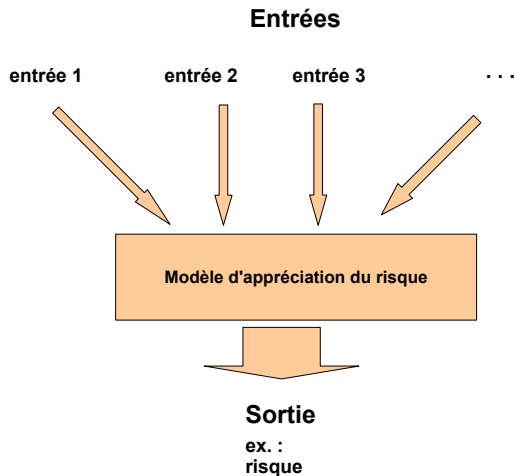 Entrées
entrée 1 entrée 2 entrée 3 . . .
Modèle d'appréciation du risque
Sortie
ex. :
risque